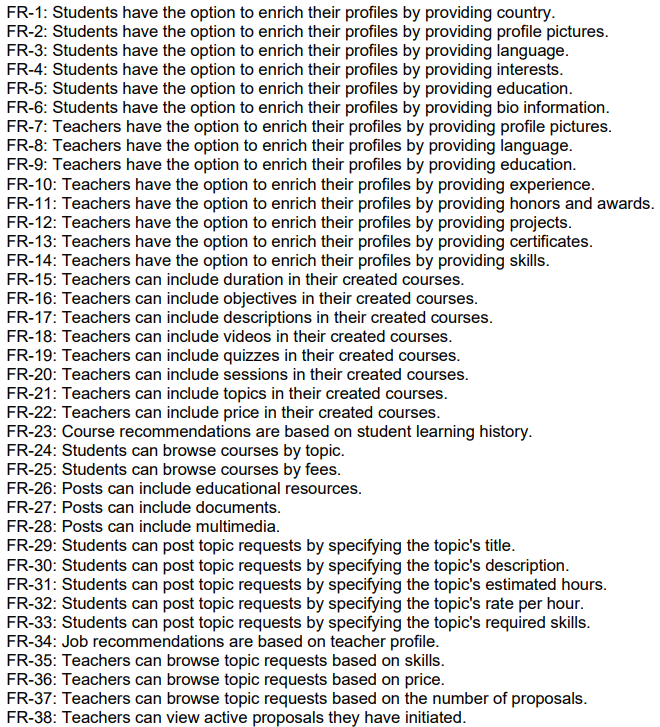 FR-1: Students have the option to enrich their profiles by providing country.
FR-2: Students have the option to enrich their profiles by providing profile pictures.
FR-3: Students have the option to enrich their profiles by providing language.
FR-4: Students have the option to enrich their profiles by providing interests.
FR-5: Students have the option to enrich their profiles by providing education.
FR-6: Students have the option to enrich their profiles by providing bio information.
FR-7: Teachers have the option to enrich their profiles by providing profile pictures.
FR-8: Teachers have the option to enrich their profiles by providing language.
FR-9: Teachers have the option to enrich their profiles by providing education.
FR-10: Teachers have the option to enrich their profiles by providing experience.
FR-11: Teachers have the option to enrich their profiles by providing honors and awards.
FR-12: Teachers have the option to enrich their profiles by providing projects.
FR-13: Teachers have the option to enrich their profiles by providing certificates.
FR-14: Teachers have the option to enrich their profiles by providing skills.
FR-15: Teachers can include duration in their created courses.
FR-16: Teachers can include objectives in their created courses.
FR-17: Teachers can include descriptions in their created courses.
FR-18: Teachers can include videos in their created courses.
FR-19: Teachers can include quizzes in their created courses.
FR-20: Teachers can include sessions in their created courses.
FR-21: Teachers can include topics in their created courses.
FR-22: Teachers can include price in their created courses.
FR-23: Course recommendations are based on student learning history.
FR-24: Students can browse courses by topic.
FR-25: Students can browse courses by fees.
FR-26: Posts can include educational resources.
FR-27: Posts can include documents.
FR-28: Posts can include multimedia.
FR-29: Students can post topic requests by specifying the topic's title.
FR-30: Students can post topic requests by specifying the topic's description.
FR-31: Students can post topic requests by specifying the topic's estimated hours.
FR-32: Students can post topic requests by specifying the topic's rate per hour.
FR-33: Students can post topic requests by specifying the topic's required skills.
FR-34: Job recommendations are based on teacher profile.
FR-35: Teachers can browse topic requests based on skills.
FR-36: Teachers can browse topic requests based on price.
FR-37: Teachers can browse topic requests based on the number of proposals.
FR-38: Teachers can view active proposals they have initiated.